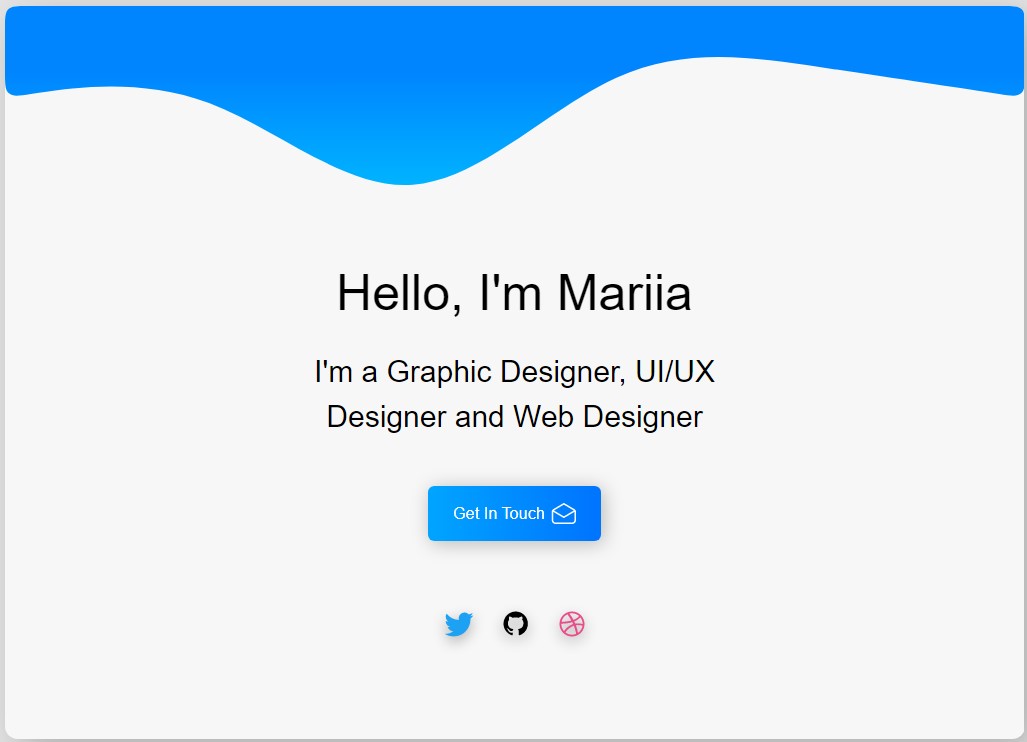 Hello, I'm Mariia
I'm a Graphic Designer, UI/UX
Designer and Web Designer
Get In Touch